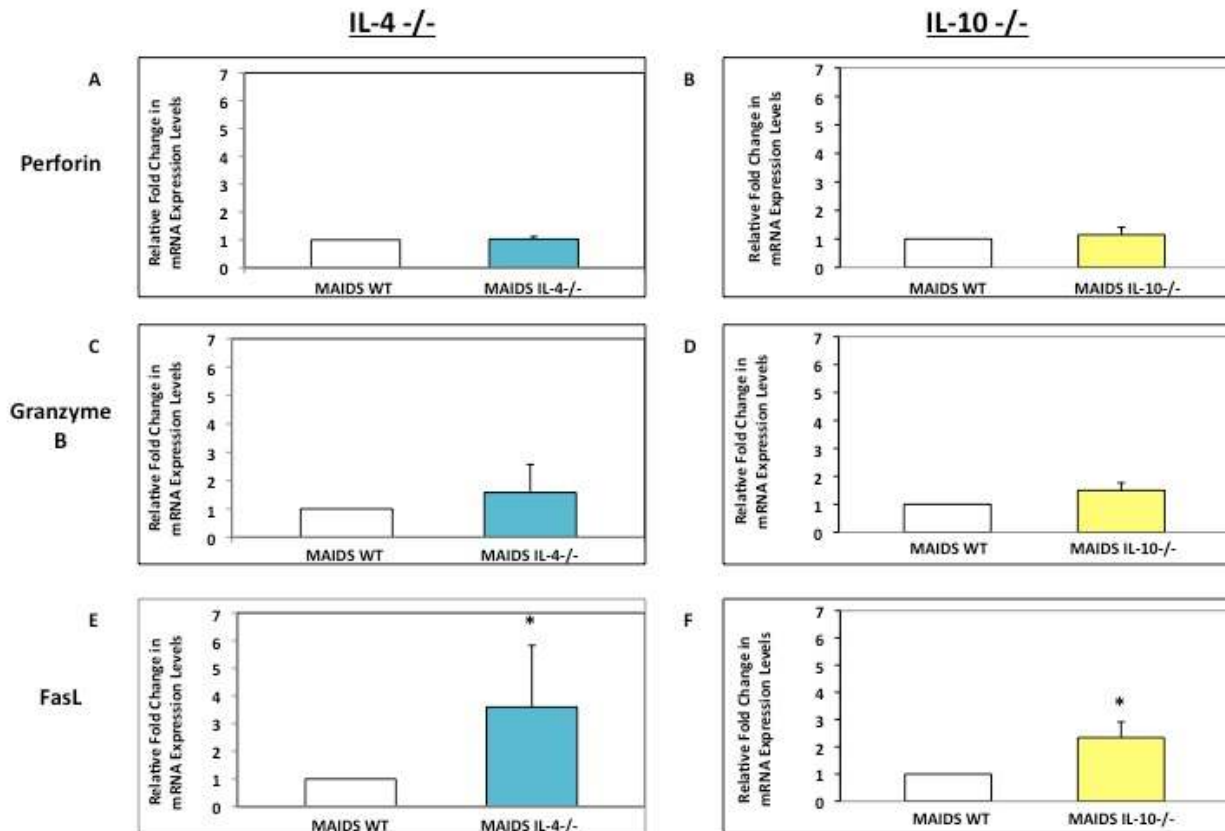 IL-4 -/-
IL-10 -/-
A
B
Perforin
Relative Fold Change in
mRNA Expression Levels
7
6
5
4
3
2
1
0
MAIDS WT
MAIDS IL-4-/-
Relative Fold Change in
mRNA Expression Levels
7
6
5
4
3
2
1
0
MAIDS WT
MAIDS IL-10-/-
C
D
Granzyme
B
Relative Fold Change in
mRNA Expression Levels
7
6
5
4
3
2
1
0
MAIDS WT
MAIDS IL-4-/-
Relative Fold Change in
mRNA Expression Levels
7
6
5
4
3
2
1
0
MAIDS WT
MAIDS IL-10-/-
E
F
FasL
Relative Fold Change in
mRNA Expression Levels
7
6
5
4
3
2
1
0
*
MAIDS WT
MAIDS IL-4-/-
Relative Fold Change in
mRNA Expression Levels
7
6
5
4
3
2
1
0
*
MAIDS WT
MAIDS IL-10-/-